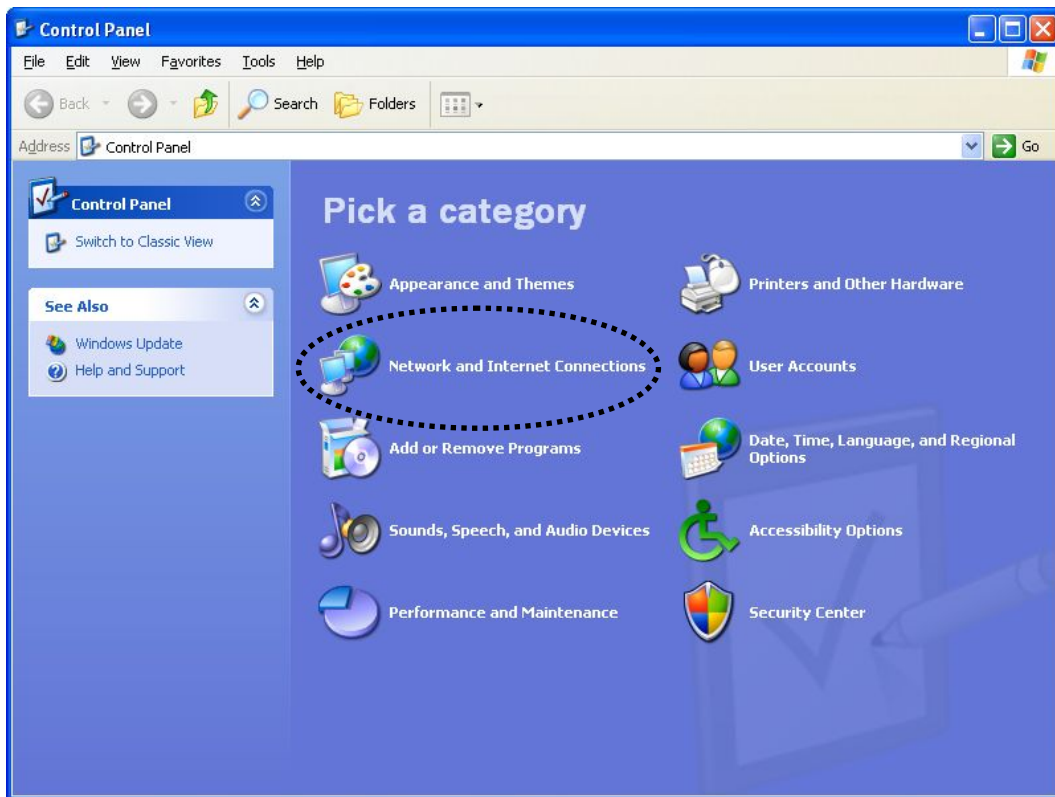 Control Panel
File Edit View Favorites Tools Help
Back Search Folders
Address Control Panel Go
Control Panel
Switch to Classic View
See Also
Windows Update
Help and Support
Pick a category
Appearance and Themes
Printers and Other Hardware
Network and Internet Connections
User Accounts
Add or Remove Programs
Date, Time, Language, and Regional
Options
Sounds, Speech, and Audio Devices
Accessibility Options
Performance and Maintenance
Security Center